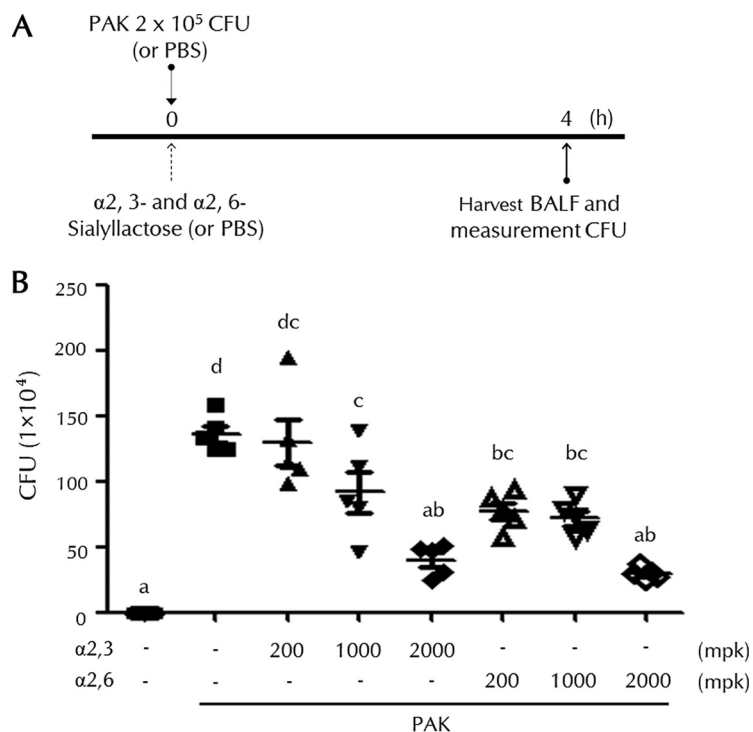 A
PAK 2 x 10⁵ CFU
(or PBS)
0 4 (h)
α2, 3- and α2, 6-
Sialyllactose (or PBS)
Harvest BALF and
measurement CFU
B
CFU (1×10⁴)
250
200
150
100
50
0
a d dc c ab bc bc ab
α2,3 - - 200 1000 2000 - - - (mpk)
α2,6 - - - - - 200 1000 2000 (mpk)
PAK